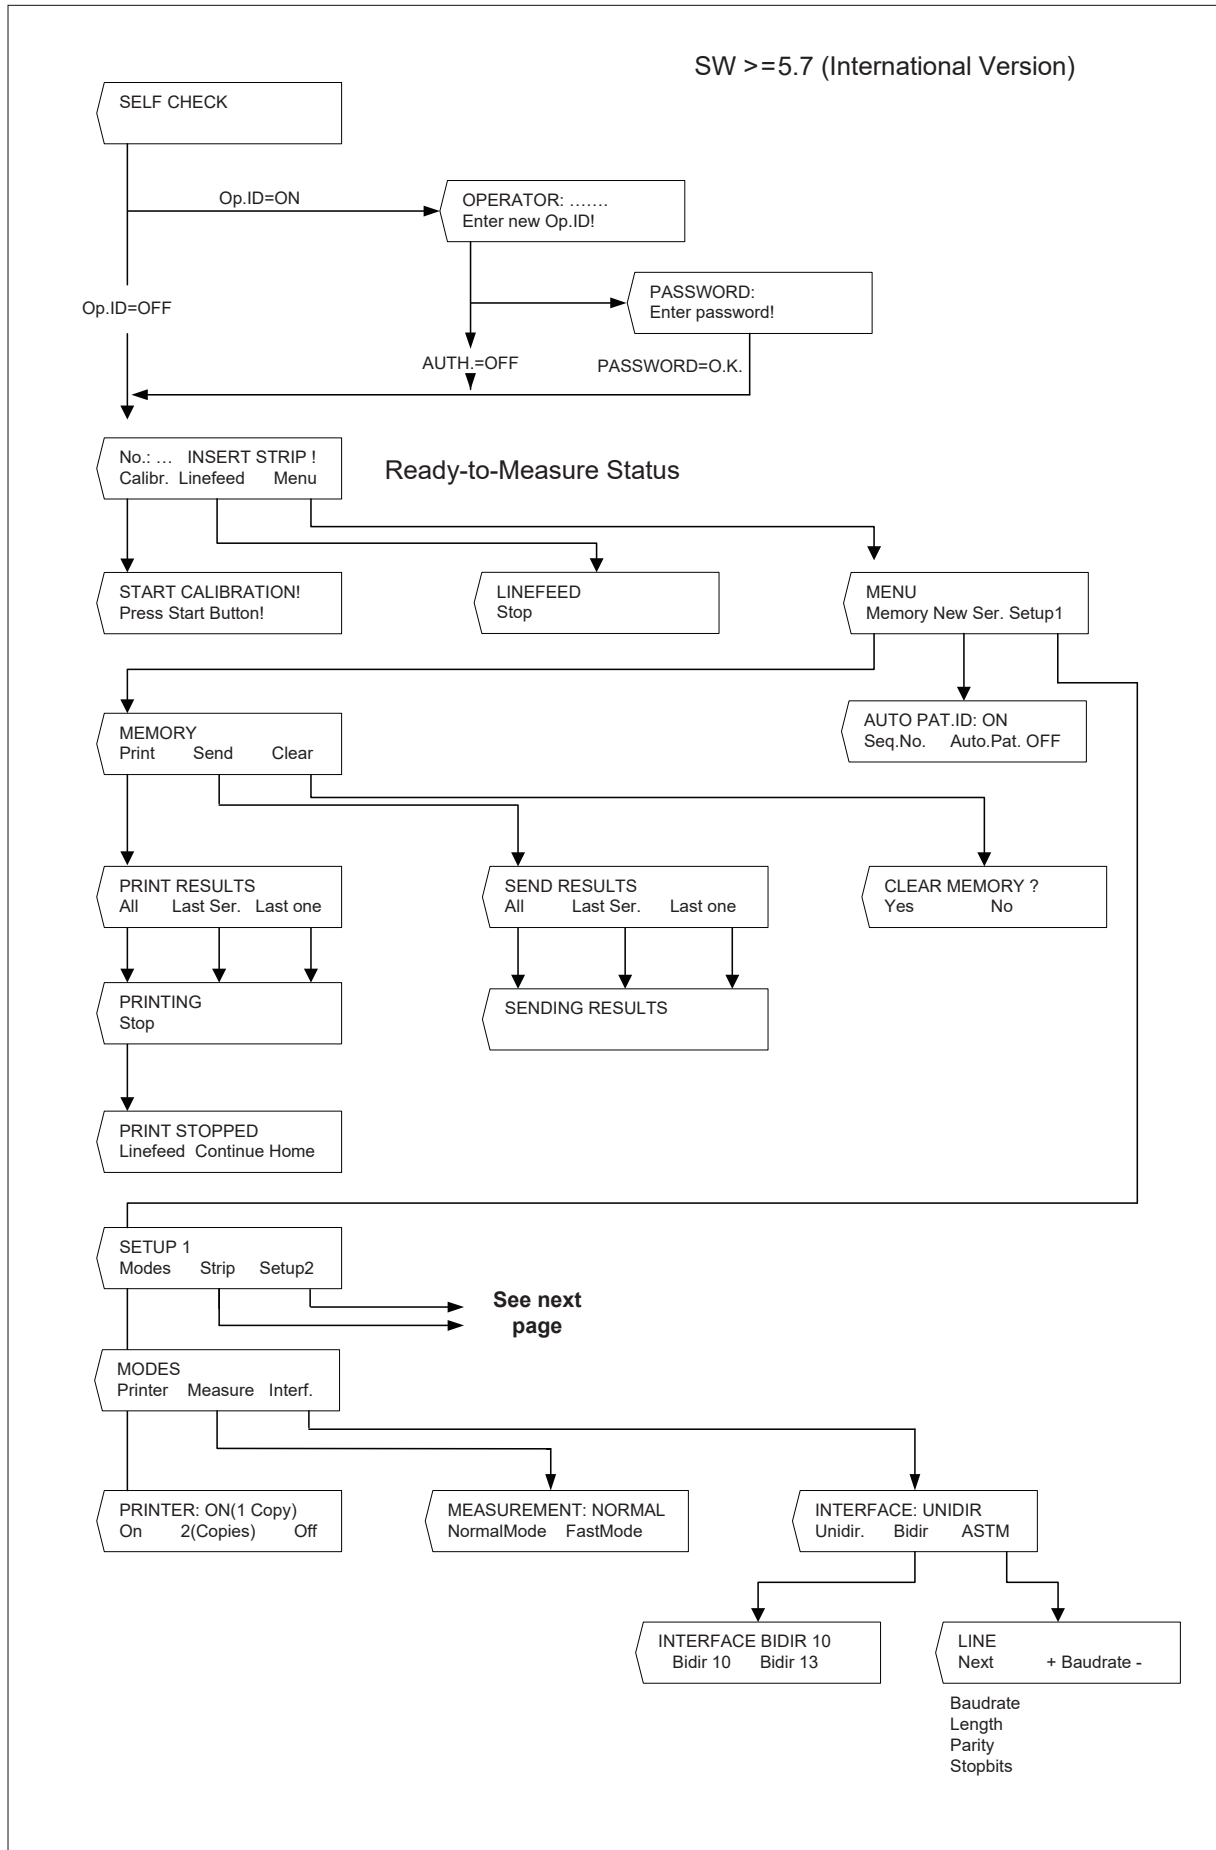 SW >=5.7 (International Version)
SELF CHECK
Op.ID=ON
OPERATOR: …....
Enter new Op.ID!
Op.ID=OFF
PASSWORD:
Enter password!
AUTH.=OFF
PASSWORD=O.K.
No.: … INSERT STRIP !
Calibr. Linefeed Menu
Ready-to-Measure Status
START CALIBRATION!
Press Start Button!
LINEFEED
Stop
MENU
Memory New Ser. Setup1
AUTO PAT.ID: ON
Seq.No. Auto.Pat. OFF
MEMORY
Print Send Clear
PRINT RESULTS
All Last Ser. Last one
SEND RESULTS
All Last Ser. Last one
CLEAR MEMORY ?
Yes No
PRINTING
Stop
SENDING RESULTS
PRINT STOPPED
Linefeed Continue Home
SETUP 1
Modes Strip Setup2
See next
page
MODES
Printer Measure Interf.
PRINTER: ON(1 Copy)
On 2(Copies) Off
MEASUREMENT: NORMAL
NormalMode FastMode
INTERFACE: UNIDIR
Unidir. Bidir ASTM
INTERFACE BIDIR 10
Bidir 10 Bidir 13
LINE
Next + Baudrate -
Baudrate
Length
Parity
Stopbits